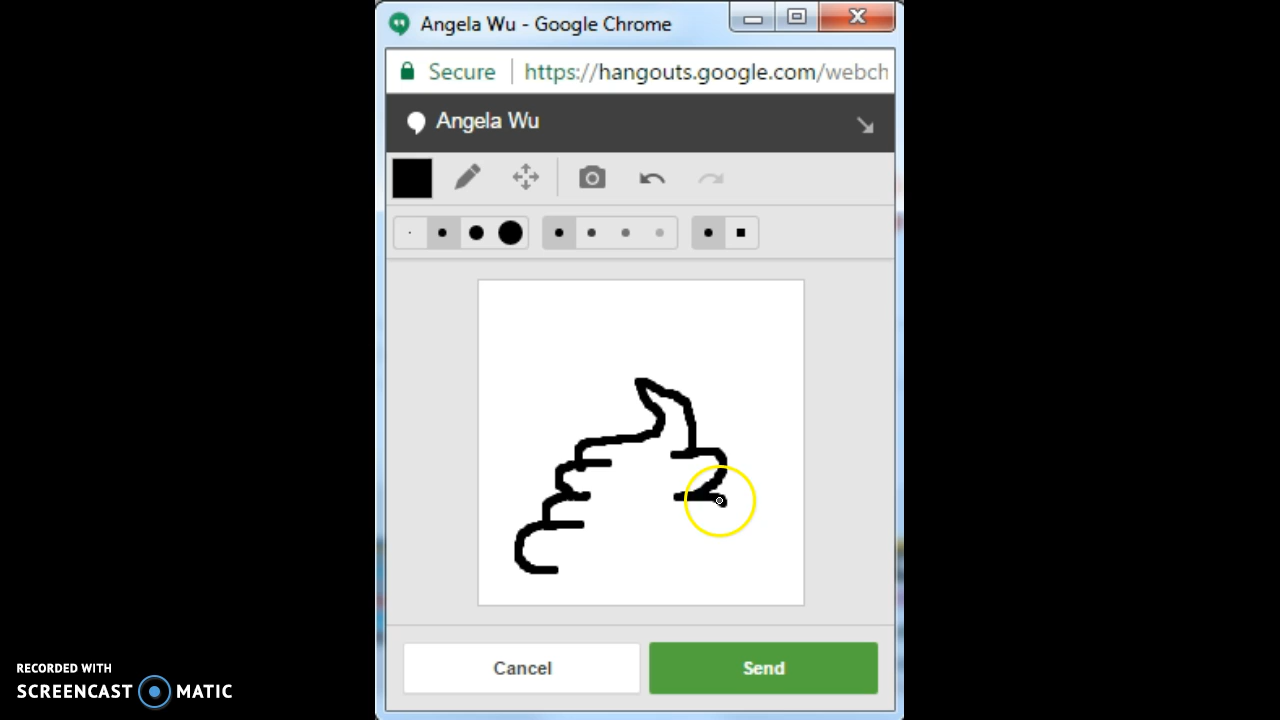 Angela Wu - Google Chrome
Secure https://hangouts.google.com/webch
Angela Wu
Cancel Send
RECORDED WITH
SCREENCAST MATIC